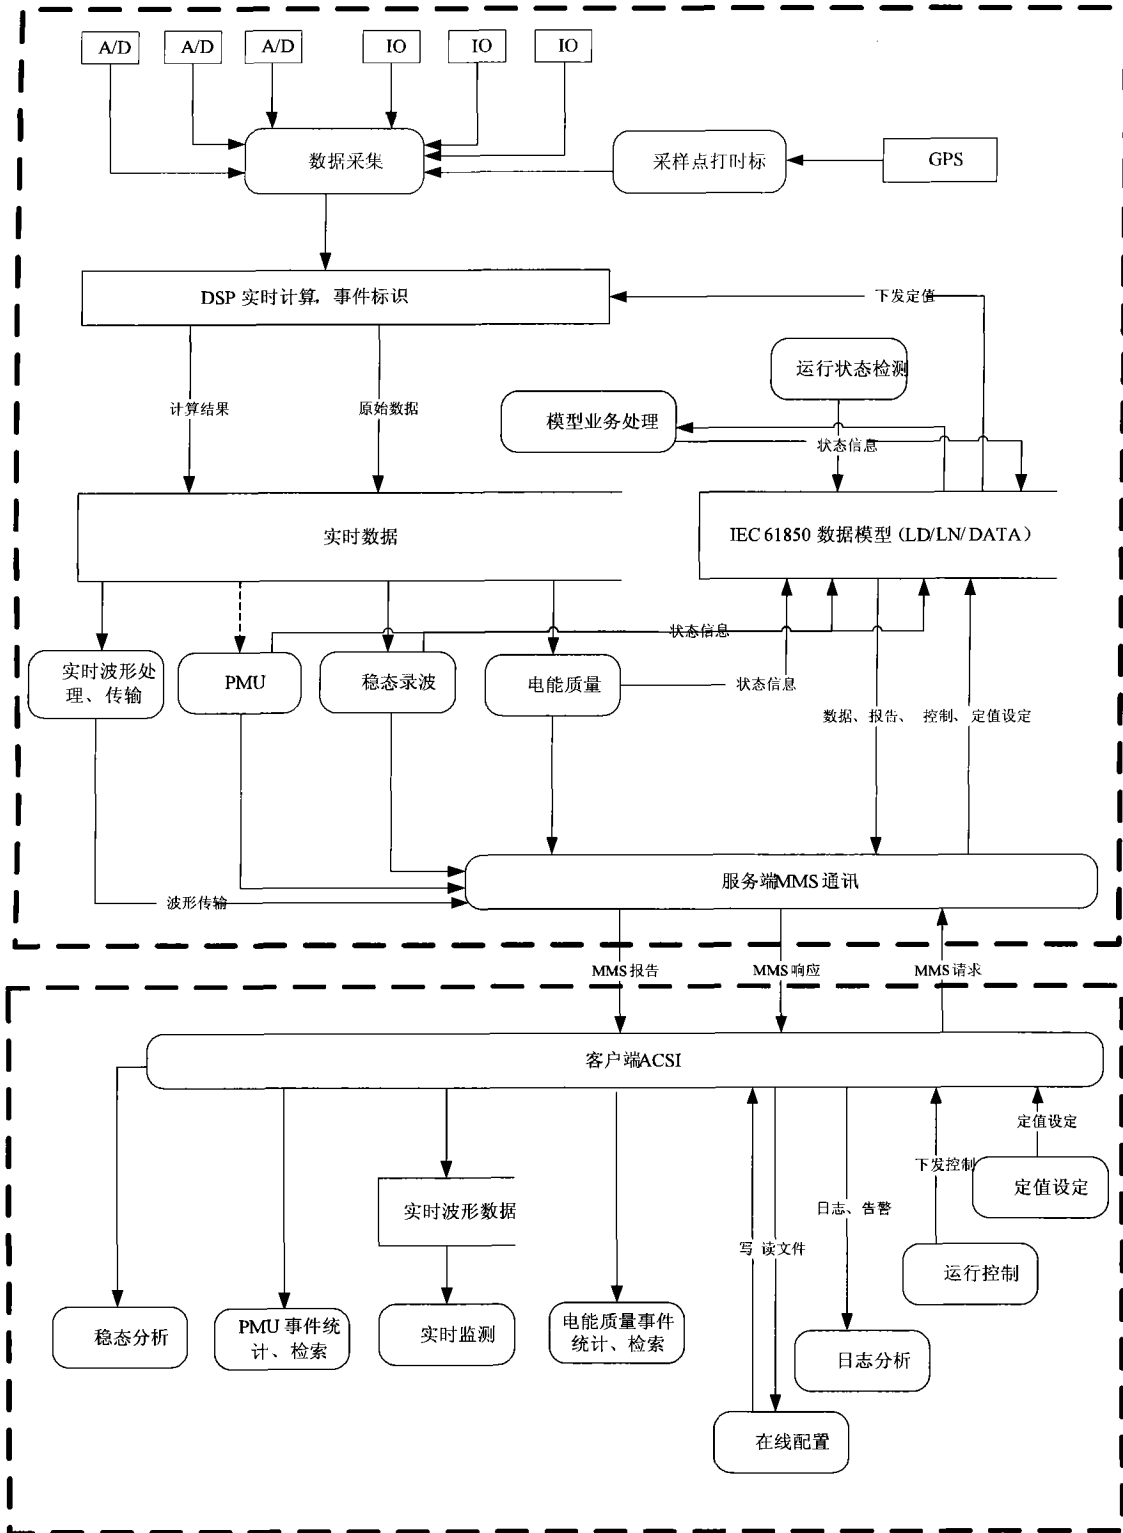 A/D
A/D
A/D
IO
IO
IO
数据采集
采样点打时标
GPS
DSP 实时计算，事件标识
下发定值
运行状态检测
计算结果
原始数据
模型业务处理
状态信息
实时数据
IEC 61850 数据模型（LD/LN/DATA）
状态信息
实时波形处
理、传输
PMU
稳态录波
电能质量
状态信息
数据、报告、
控制、定值设定
服务端MMS 通讯
波形传输
MMS 报告
MMS 响应
MMS 请求
客户端ACSI
定值设定
下发控制
定值设定
实时波形数据
日志、告警
写
读文件
运行控制
稳态分析
PMU 事件统
计、检索
实时监测
电能质量事件
统计、检索
日志分析
在线配置